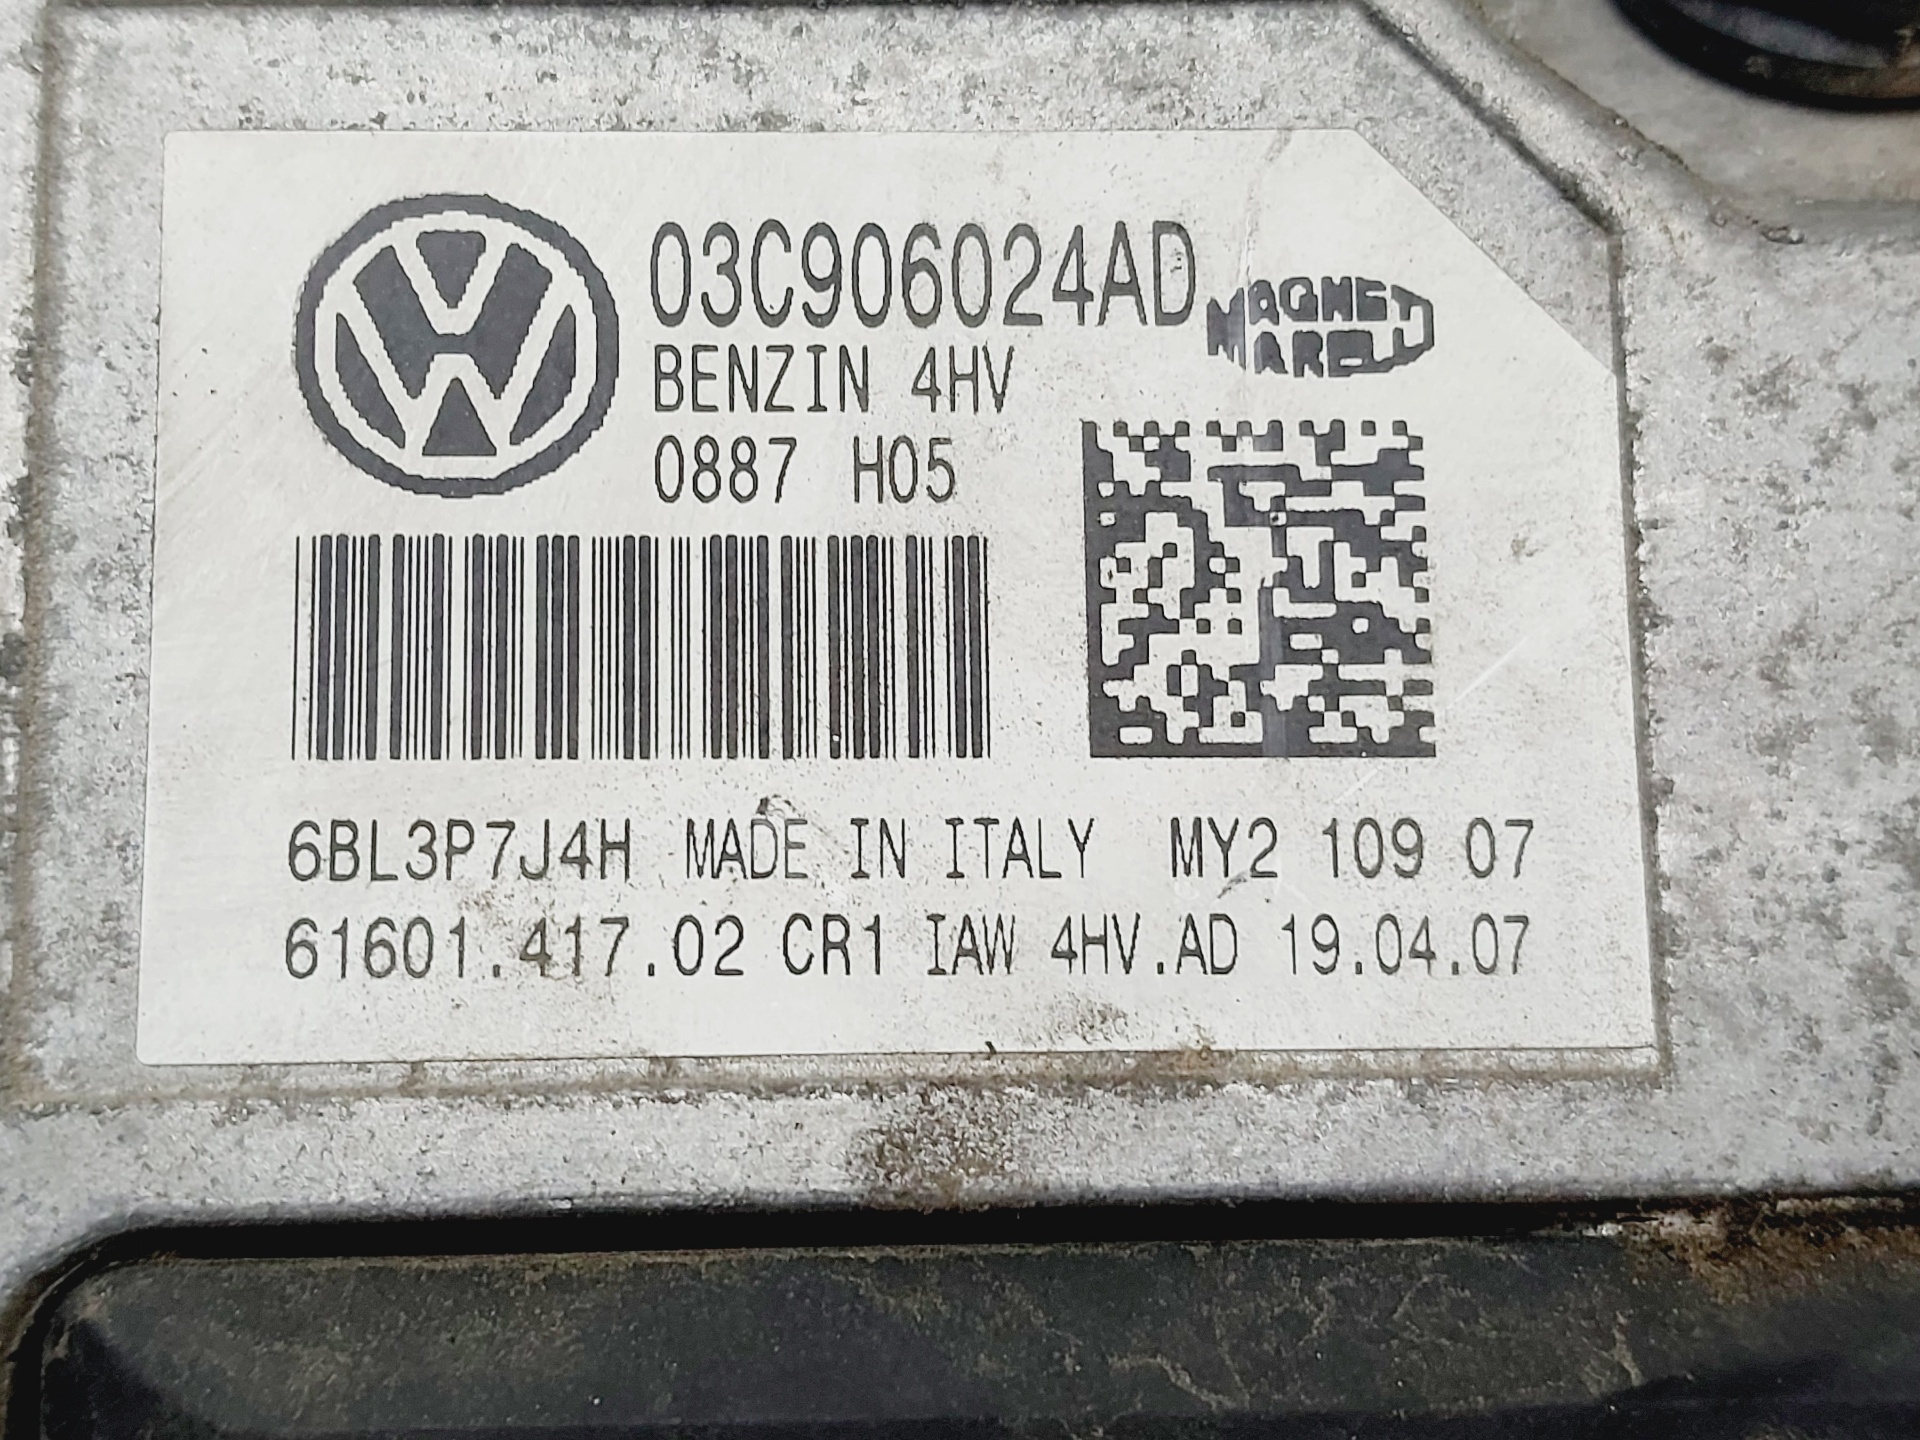 03C906024AD
MAGNETI
MARELLI
BENZIN 4HV
0887 H05
6BL3P7J4H MADE IN ITALY MY2 109 07
61601.417.02 CR1 IAW 4HV.AD 19.04.07